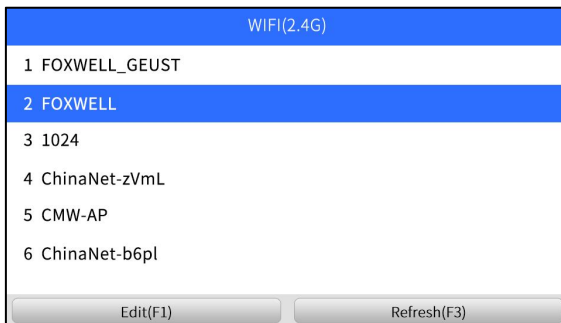 WIFI(2.4G)
1 FOXWELL_GEUST
2 FOXWELL
3 1024
4 ChinaNet-zVmL
5 CMW-AP
6 ChinaNet-b6pl
Edit(F1) Refresh(F3)